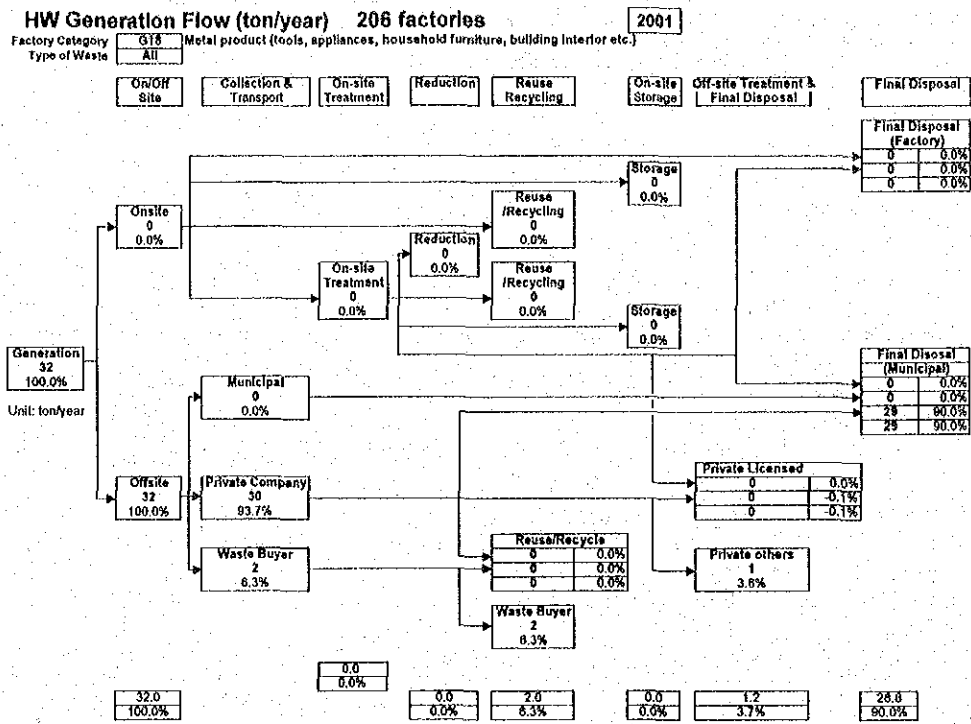 HW Generation Flow (ton/year) 206 factories 2001
Factory Category G18 Metal product (tools, appliances, household furniture, building interior etc.)
Type of Waste All
On/Off Site
Collection & Transport
On-site Treatment
Reduction
Reuse Recycling
On-site Storage
Off-site Treatment & Final Disposal
Final Disposal
Final Disposal (Factory)
0 0.0%
0 0.0%
0 0.0%
Storage
0
0.0%
Onsite
0
0.0%
Reuse /Recycling
0
0.0%
Reduction
0
0.0%
On-site Treatment
0
0.0%
Reuse /Recycling
0
0.0%
Storage
0
0.0%
Generation
32
100.0%
Unit: ton/year
Final Disosal (Municipal)
0 0.0%
0 0.0%
29 90.0%
29 90.0%
Municipal
0
0.0%
Offsite
32
100.0%
Private Company
30
93.7%
Private Licensed
0 0.0%
0 -0.1%
0 -0.1%
Waste Buyer
2
6.3%
Reuse/Recycle
0 0.0%
0 0.0%
0 0.0%
Private others
1
3.6%
Waste Buyer
2
6.3%
0.0
0.0%
32.0 0.0 2.0 0.0 1.2 28.8
100.0% 0.0% 6.3% 0.0% 3.7% 90.0%